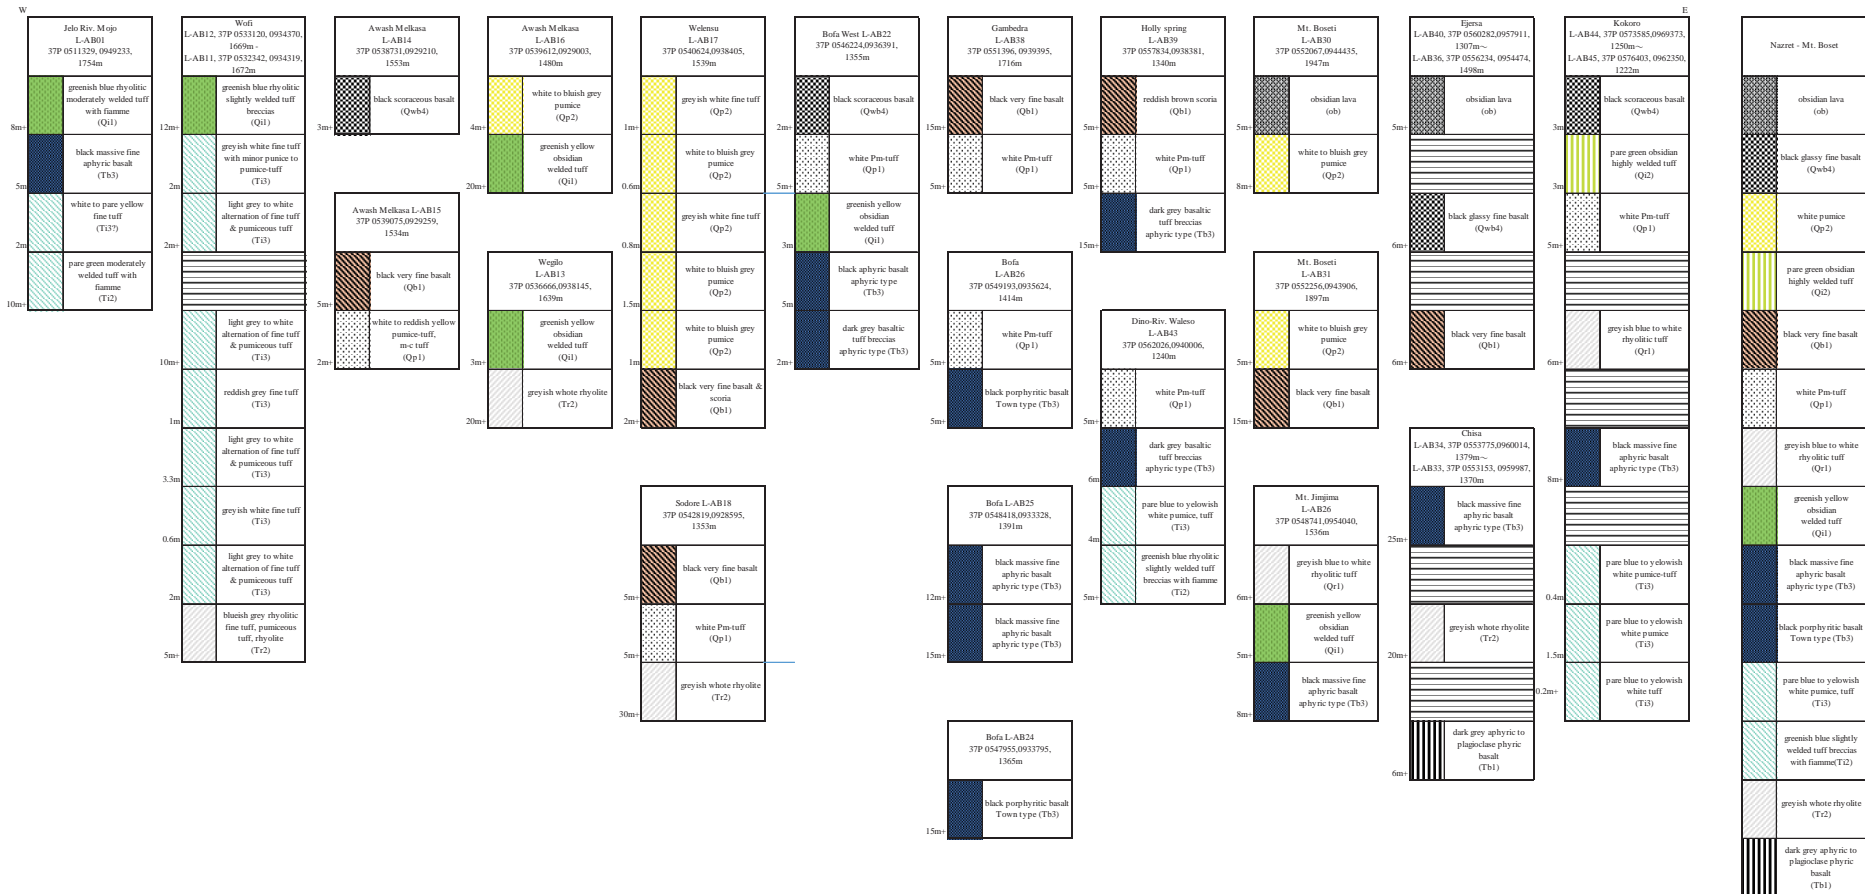 W
E
Jelo Riv. Mojo
L-AB01
37P 0511329, 0949233,
1754m
greenish blue rhyolitic
moderately welded tuff
with fiamme
(Qi1)
8m+
black massive fine
aphyric basalt
(Tb3)
5m
white to pare yellow
fine tuff
(Ti3?)
2m
pare green moderately
welded tuff with
fiamme
(Ti2)
10m+
Wofi
L-AB12, 37P 0533120, 0934370,
1669m -
L-AB11, 37P 0532342, 0934319,
1672m
greenish blue rhyolitic
slightly welded tuff
breccias
(Qi1)
12m+
greyish white fine tuff
with minor punice to
pumice-tuff
(Ti3)
2m
light grey to white
alternation of fine tuff
& pumiceous tuff
(Ti3)
2m+
light grey to white
alternation of fine tuff
& pumiceous tuff
(Ti3)
10m+
reddish grey fine tuff
(Ti3)
1m
light grey to white
alternation of fine tuff
& pumiceous tuff
(Ti3)
3.3m
greyish white fine tuff
(Ti3)
0.6m
light grey to white
alternation of fine tuff
& pumiceous tuff
(Ti3)
2m
blueish grey rhyolitic
fine tuff, pumiceous
tuff, rhyolite
(Tr2)
5m+
Awash Melkasa
L-AB14
37P 0538731,0929210,
1553m
black scoraceous basalt
(Qwb4)
3m+
Awash Melkasa L-AB15
37P 0539075,0929259,
1534m
black very fine basalt
(Qb1)
5m+
white to reddish yellow
pumice-tuff,
m-c tuff
(Qp1)
2m+
Awash Melkasa
L-AB16
37P 0539612,0929003,
1480m
white to bluish grey
pumice
(Qp2)
4m+
greenish yellow
obsidian
welded tuff
(Qi1)
20m+
Wegilo
L-AB13
37P 0536666,0938145,
1639m
greenish yellow
obsidian
welded tuff
(Qi1)
3m+
greyish whote rhyolite
(Tr2)
20m+
Welensu
L-AB17
37P 0540624,0938405,
1539m
greyish white fine tuff
(Qp2)
1m+
white to bluish grey
pumice
(Qp2)
0.6m
greyish white fine tuff
(Qp2)
0.8m
white to bluish grey
pumice
(Qp2)
1.5m
white to bluish grey
pumice
(Qp2)
1m
black very fine basalt &
scoria
(Qb1)
2m+
Sodore L-AB18
37P 0542819,0928595,
1353m
black very fine basalt
(Qb1)
5m+
white Pm-tuff
(Qp1)
5m+
greyish whote rhyolite
(Tr2)
30m+
Bofa West L-AB22
37P 0546224,0936391,
1355m
black scoraceous basalt
(Qwb4)
2m+
white Pm-tuff
(Qp1)
5m+
greenish yellow
obsidian
welded tuff
(Qi1)
3m
black aphyric basalt
aphyric type
(Tb3)
5m
dark grey basaltic
tuff breccias
aphyric type (Tb3)
2m+
Gambedra
L-AB38
37P 0551396, 0939395,
1716m
black very fine basalt
(Qb1)
15m+
white Pm-tuff
(Qp1)
5m+
Bofa
L-AB26
37P 0549193,0935624,
1414m
white Pm-tuff
(Qp1)
5m+
black porphyritic basalt
Town type (Tb3)
5m+
Bofa L-AB25
37P 0548418,0933328,
1391m
black massive fine
aphyric basalt
aphyric type (Tb3)
12m+
black massive fine
aphyric basalt
aphyric type (Tb3)
15m+
Bofa L-AB24
37P 0547955,0933795,
1365m
black porphyritic basalt
Town type (Tb3)
15m+
Holly spring
L-AB39
37P 0557834,0938381,
1340m
reddish brown scoria
(Qb1)
5m+
white Pm-tuff
(Qp1)
5m+
dark grey basaltic
tuff breccias
aphyric type (Tb3)
15m+
Dino-Riv. Waleso
L-AB43
37P 0562026,0940006,
1240m
white Pm-tuff
(Qp1)
5m+
dark grey basaltic
tuff breccias
aphyric type (Tb3)
6m
pare blue to yelowish
white pumice, tuff
(Ti3)
4m
greenish blue rhyolitic
slightly welded tuff
breccias with fiamme
(Ti2)
5m+
Mt. Boseti
L-AB30
37P 0552067,0944435,
1947m
obsidian lava
(ob)
5m+
white to bluish grey
pumice
(Qp2)
8m+
Mt. Boseti
L-AB31
37P 0552256,0943906,
1897m
white to bluish grey
pumice
(Qp2)
5m+
black very fine basalt
(Qb1)
15m+
Mt. Jimjima
L-AB26
37P 0548741,0954040,
1536m
greyish blue to white
rhyolitic tuff
(Qr1)
6m+
greenish yellow
obsidian
welded tuff
(Qi1)
5m+
black massive fine
aphyric basalt
aphyric type (Tb3)
8m+
Ejersa
L-AB40, 37P 0560282,0957911,
1307m~
L-AB36, 37P 0556234, 0954474,
1498m
obsidian lava
(ob)
5m+
black glassy fine basalt
(Qwb4)
6m+
black very fine basalt
(Qb1)
6m+
Chisa
L-AB34, 37P 0553775,0960014,
1379m~
L-AB33, 37P 0553153, 0959987,
1370m
black massive fine
aphyric basalt
aphyric type (Tb3)
25m+
greyish whote rhyolite
(Tr2)
20m+
dark grey aphyric to
plagioclase phyric
basalt
(Tb1)
6m+
Kokoro
L-AB44, 37P 0573585,0969373,
1250m~
L-AB45, 37P 0576403, 0962350,
1222m
black scoraceous basalt
(Qwb4)
3m
pare green obsidian
highly welded tuff
(Qi2)
3m
white Pm-tuff
(Qp1)
5m+
greyish blue to white
rhyolitic tuff
(Qr1)
6m+
black massive fine
aphyric basalt
aphyric type (Tb3)
8m+
pare blue to yelowish
white pumice-tuff
(Ti3)
0.4m
pare blue to yelowish
white pumice
(Ti3)
1.5m
pare blue to yelowish
white tuff
(Ti3)
0.2m+
Nazret - Mt. Boset
obsidian lava
(ob)
black glassy fine basalt
(Qwb4)
white pumice
(Qp2)
pare green obsidian
highly welded tuff
(Qi2)
black very fine basalt
(Qb1)
white Pm-tuff
(Qp1)
greyish blue to white
rhyolitic tuff
(Qr1)
greenish yellow
obsidian
welded tuff
(Qi1)
black massive fine
aphyric basalt
aphyric type (Tb3)
black porphyritic basalt
Town type (Tb3)
pare blue to yelowish
white pumice, tuff
(Ti3)
greenish blue slightly
welded tuff breccias
with fiamme(Ti2)
greyish whote rhyolite
(Tr2)
dark grey aphyric to
plagioclase phyric
basalt
(Tb1)